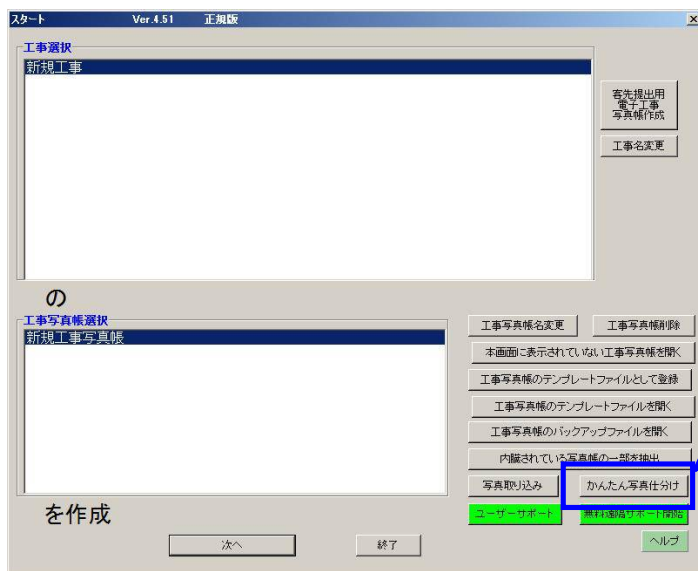 スタート Ver.4.51 正規版
工事選択
新規工事
客先提出用
電子工事
写真帳作成
工事名変更
の
工事写真帳選択
新規工事写真帳
工事写真帳名変更
工事写真帳削除
本画面に表示されていない工事写真帳を開く
工事写真帳のテンプレートファイルとして登録
工事写真帳のテンプレートファイルを開く
工事写真帳のバックアップファイルを開く
内臓されている写真帳の一部を抽出
写真取り込み
かんたん写真仕分け
ユーザーサポート
無料遠隔サポート開始
を作成
次へ
終了
ヘルプ